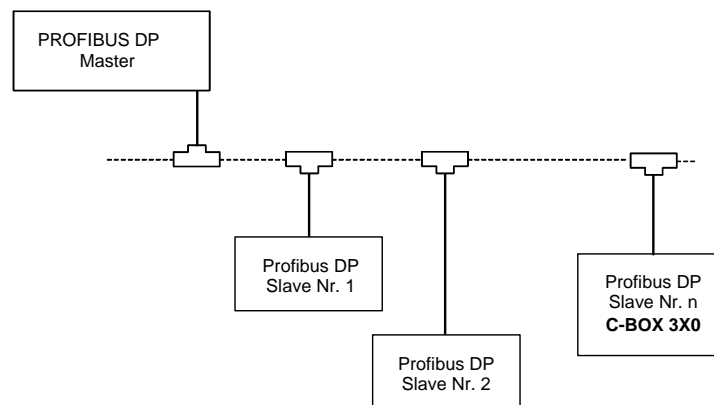 PROFIBUS DP
Master
Profibus DP
Slave Nr. 1
Profibus DP
Slave Nr. 2
Profibus DP
Slave Nr. n
C-BOX 3X0